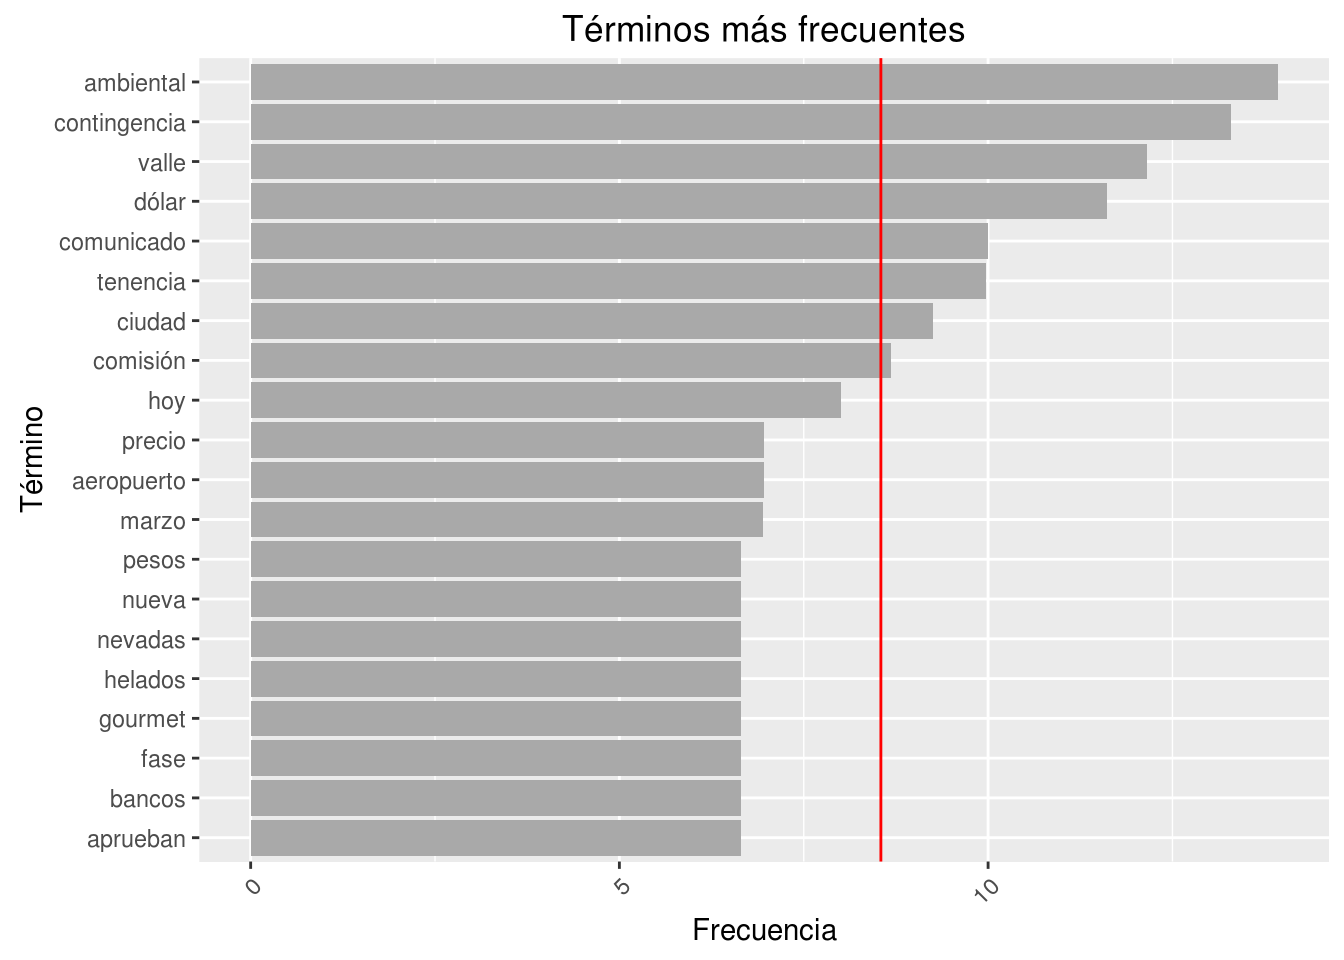 Términos más frecuentes
Término
ambiental
contingencia
valle
dólar
comunicado
tenencia
ciudad
comisión
hoy
precio
aeropuerto
marzo
pesos
nueva
nevadas
helados
gourmet
fase
bancos
aprueban
0
5
10
Frecuencia